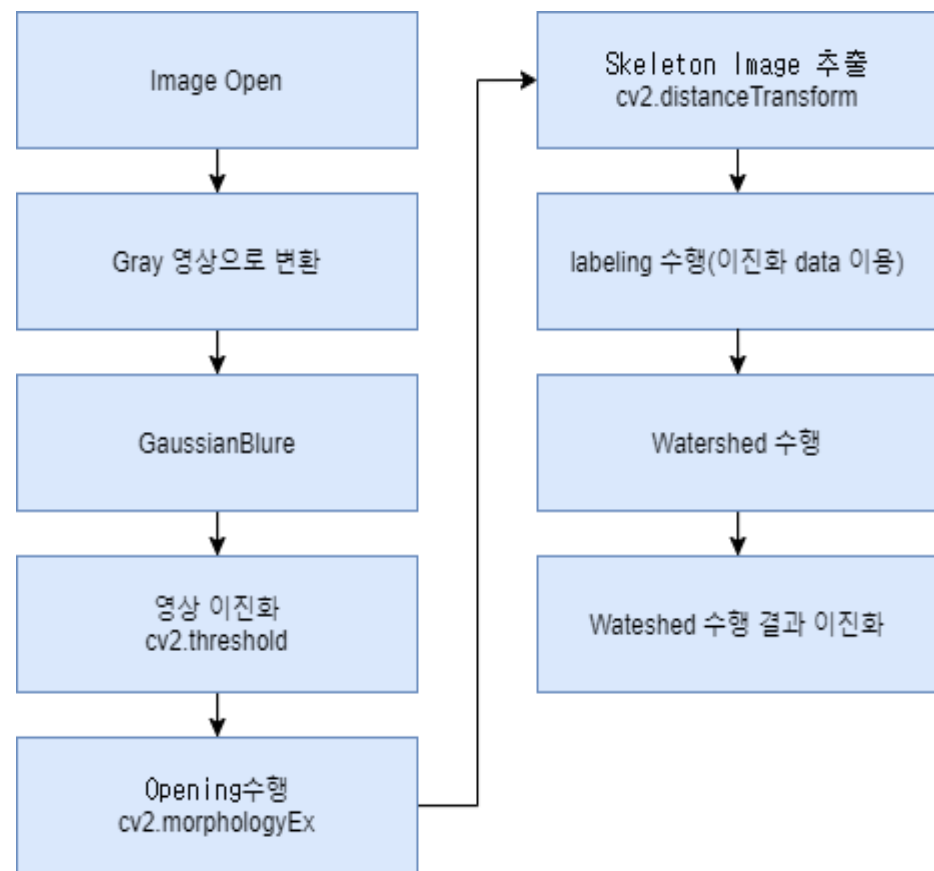 Image Open
Gray 영상으로 변환
GaussianBlure
영상 이진화
cv2.threshold
Opening수행
cv2.morphologyEx
Skeleton Image 추출
cv2.distanceTransform
labeling 수행(이진화 data 이용)
Watershed 수행
Wateshed 수행 결과 이진화